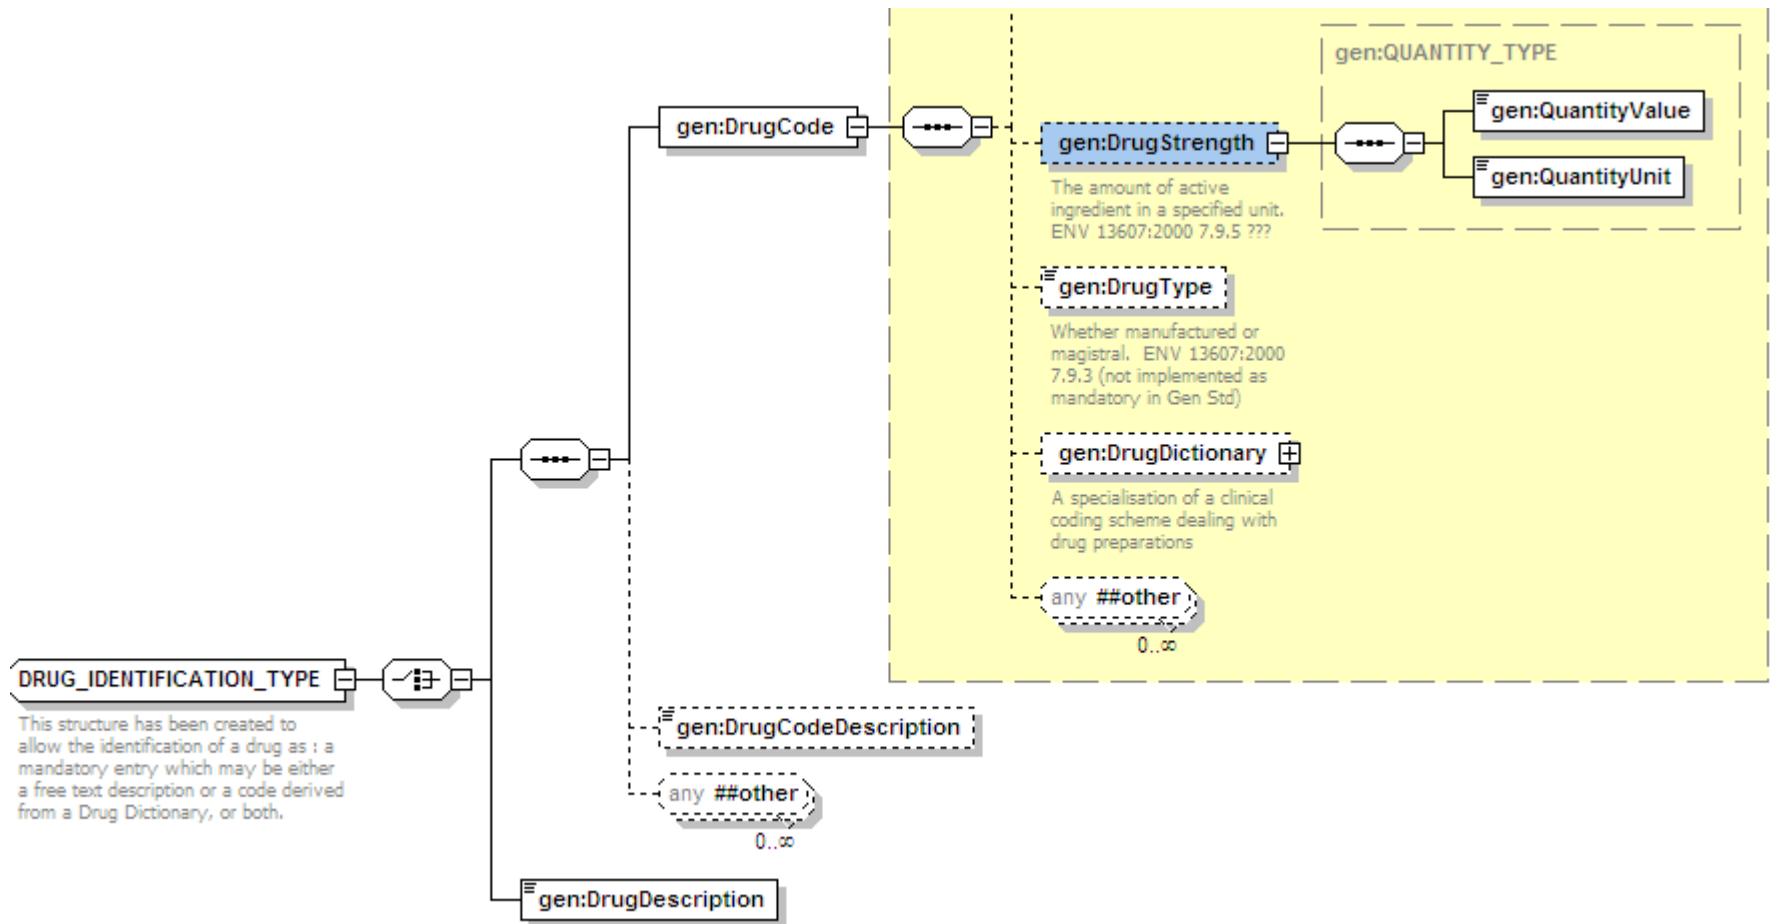 gen:QUANTITY_TYPE
gen:DrugCode
gen:DrugStrength
gen:QuantityValue
gen:QuantityUnit
The amount of active
ingredient in a specified unit.
ENV 13607:2000 7.9.5 ???
gen:DrugType
Whether manufactured or
magistral. ENV 13607:2000
7.9.3 (not implemented as
mandatory in Gen Std)
gen:DrugDictionary
A specialisation of a clinical
coding scheme dealing with
drug preparations
any ##other
0..∞
DRUG_IDENTIFICATION_TYPE
This structure has been created to
allow the identification of a drug as : a
mandatory entry which may be either
a free text description or a code derived
from a Drug Dictionary, or both.
gen:DrugCodeDescription
any ##other
0..∞
gen:DrugDescription